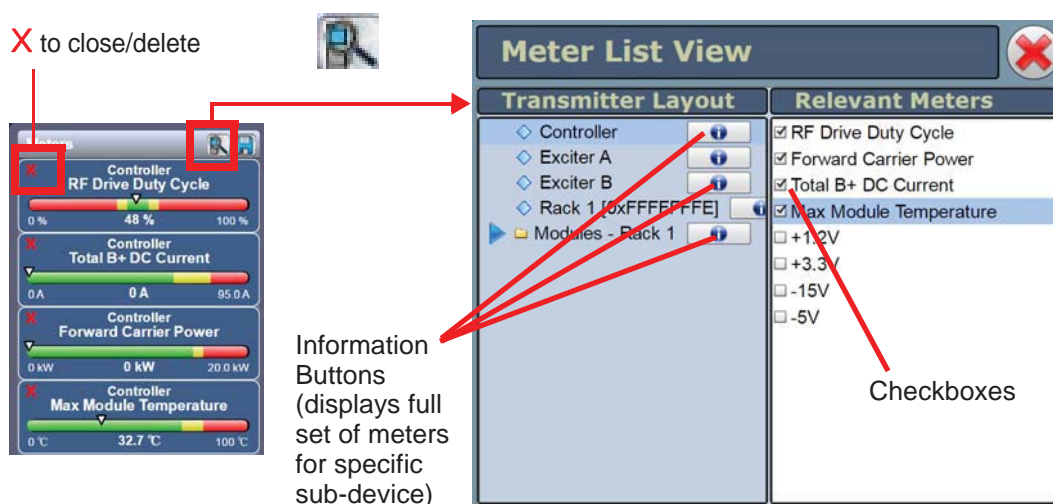 X to close/delete
Meters
Controller
RF Drive Duty Cycle
0 % 48 % 100 %
Controller
Total B+ DC Current
0 A 0 A 95.0 A
Controller
Forward Carrier Power
0 kW 0 kW 20.0 kW
Controller
Max Module Temperature
0 °C 32.7 °C 100 °C
Information
Buttons
(displays full
set of meters
for specific
sub-device)
Meter List View
Transmitter Layout
Controller
Exciter A
Exciter B
Rack 1 [0xFFFEFFFE]
Modules - Rack 1
Relevant Meters
RF Drive Duty Cycle
Forward Carrier Power
Total B+ DC Current
Max Module Temperature
+1.2V
+3.3V
-15V
-5V
Checkboxes